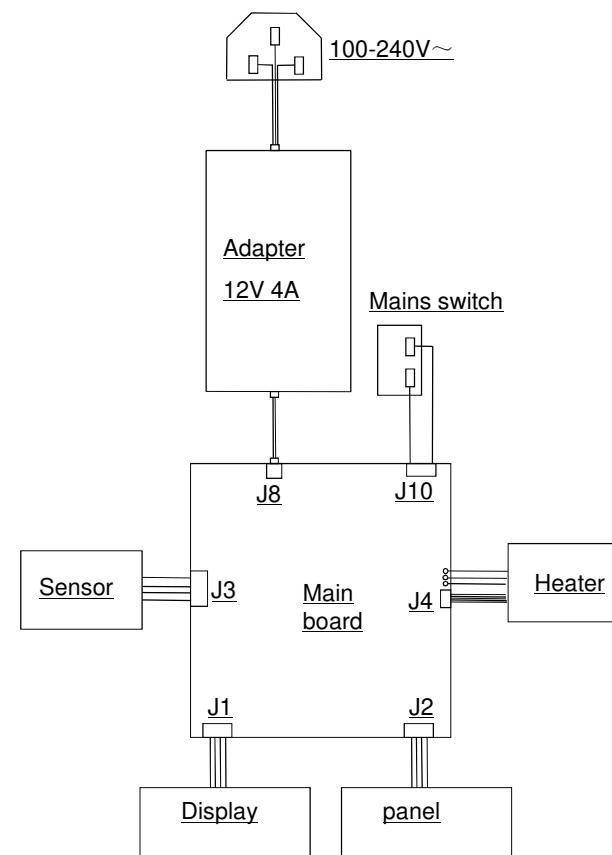 100-240V～
Adapter
12V 4A
Mains switch
J8
J10
Sensor
J3
Main
board
J4
Heater
J1
J2
Display
panel